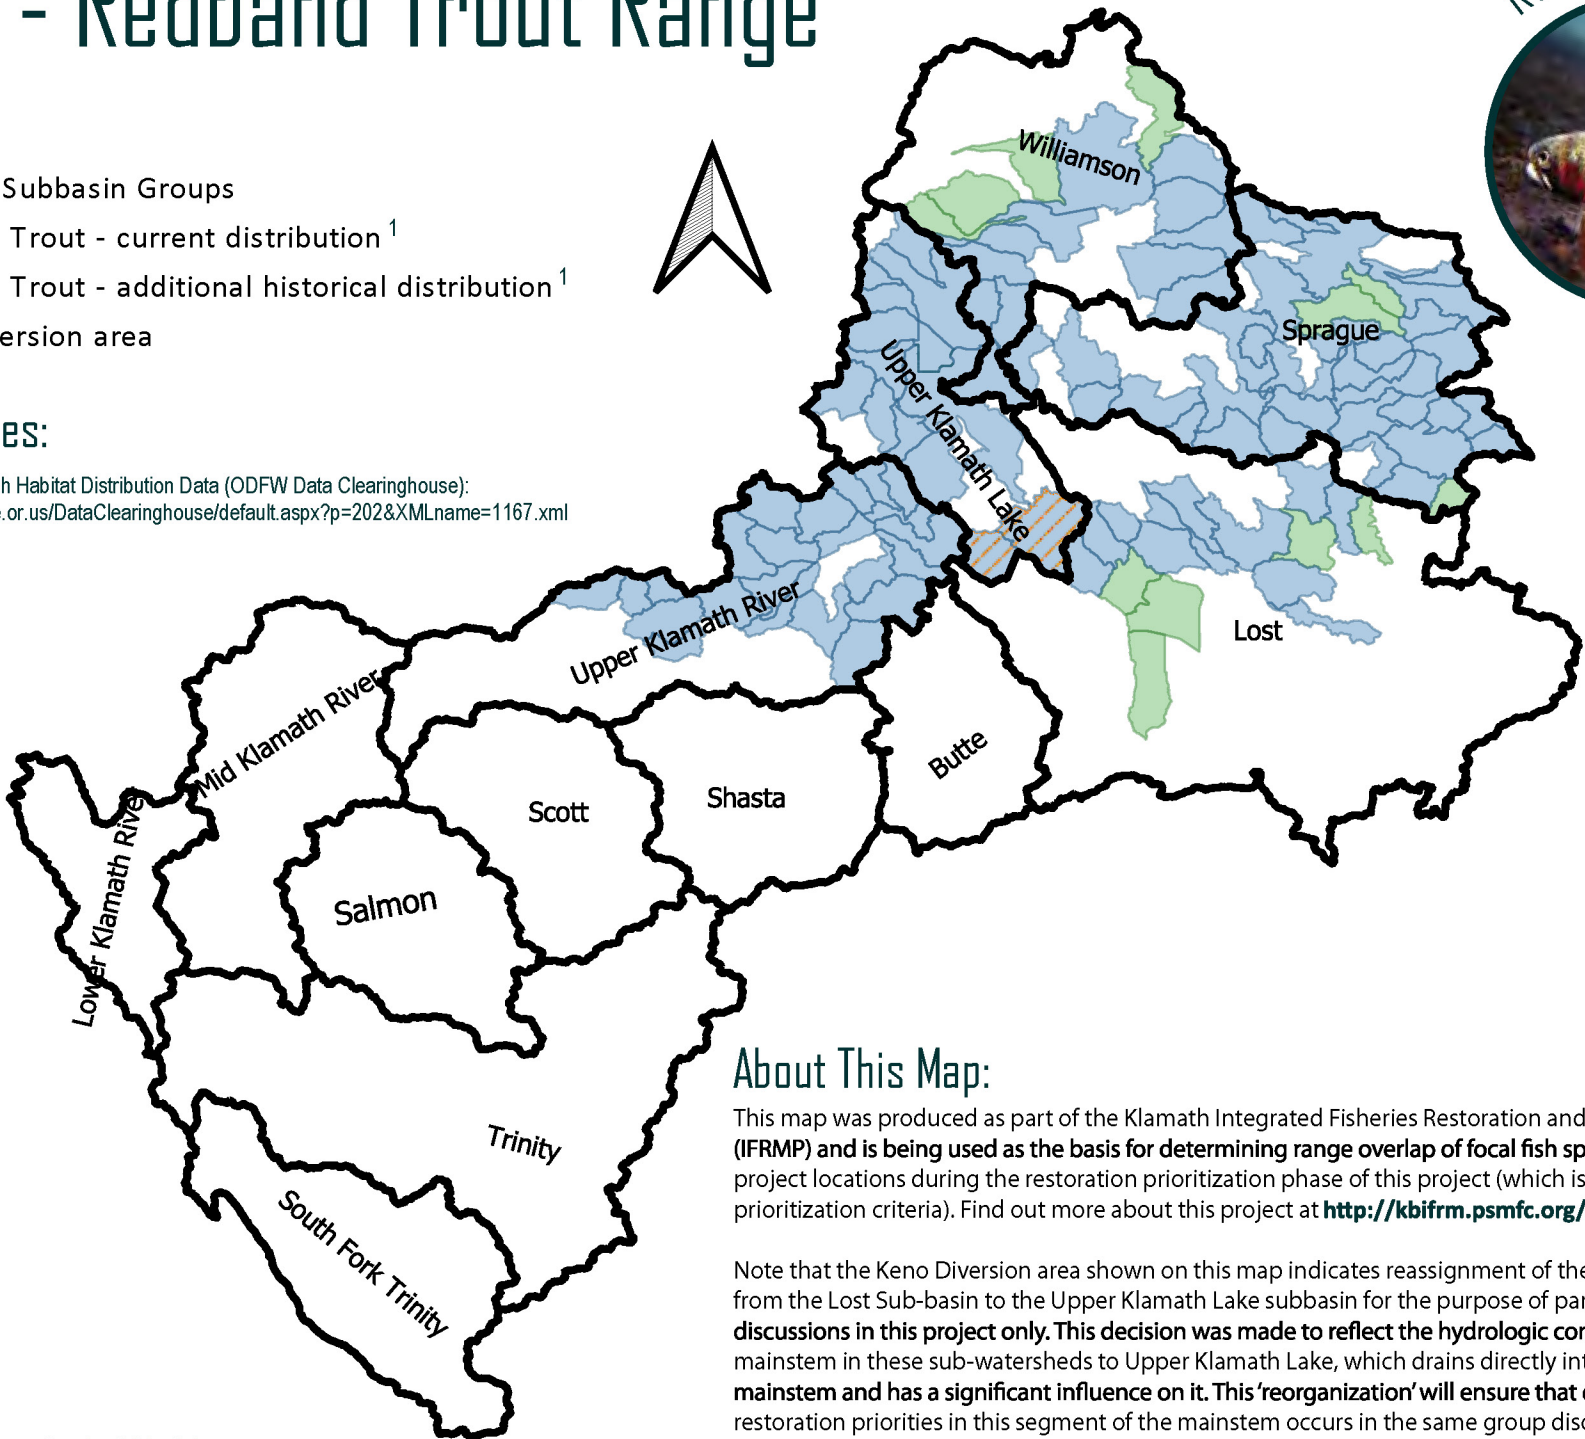 - Redband Trout Range
Subbasin Groups
Trout - current distribution 1
Trout - additional historical distribution 1
ersion area
es:
h Habitat Distribution Data (ODFW Data Clearinghouse):
e.or.us/DataClearinghouse/default.aspx?p=202&XMLname=1167.xml
Williamson
Sprague
Upper Klamath Lake
Upper Klamath River
Lost
Mid Klamath River
Butte
Shasta
Scott
Lower Klamath River
Salmon
Trinity
South Fork Trinity
About This Map:
This map was produced as part of the Klamath Integrated Fisheries Restoration and
(IFRMP) and is being used as the basis for determining range overlap of focal fish sp
project locations during the restoration prioritization phase of this project (which is
prioritization criteria). Find out more about this project at http://kbifrm.psmfc.org/
Note that the Keno Diversion area shown on this map indicates reassignment of the
from the Lost Sub-basin to the Upper Klamath Lake subbasin for the purpose of par
discussions in this project only. This decision was made to reflect the hydrologic con
mainstem in these sub-watersheds to Upper Klamath Lake, which drains directly int
mainstem and has a significant influence on it. This 'reorganization' will ensure that
restoration priorities in this segment of the mainstem occurs in the same group disc